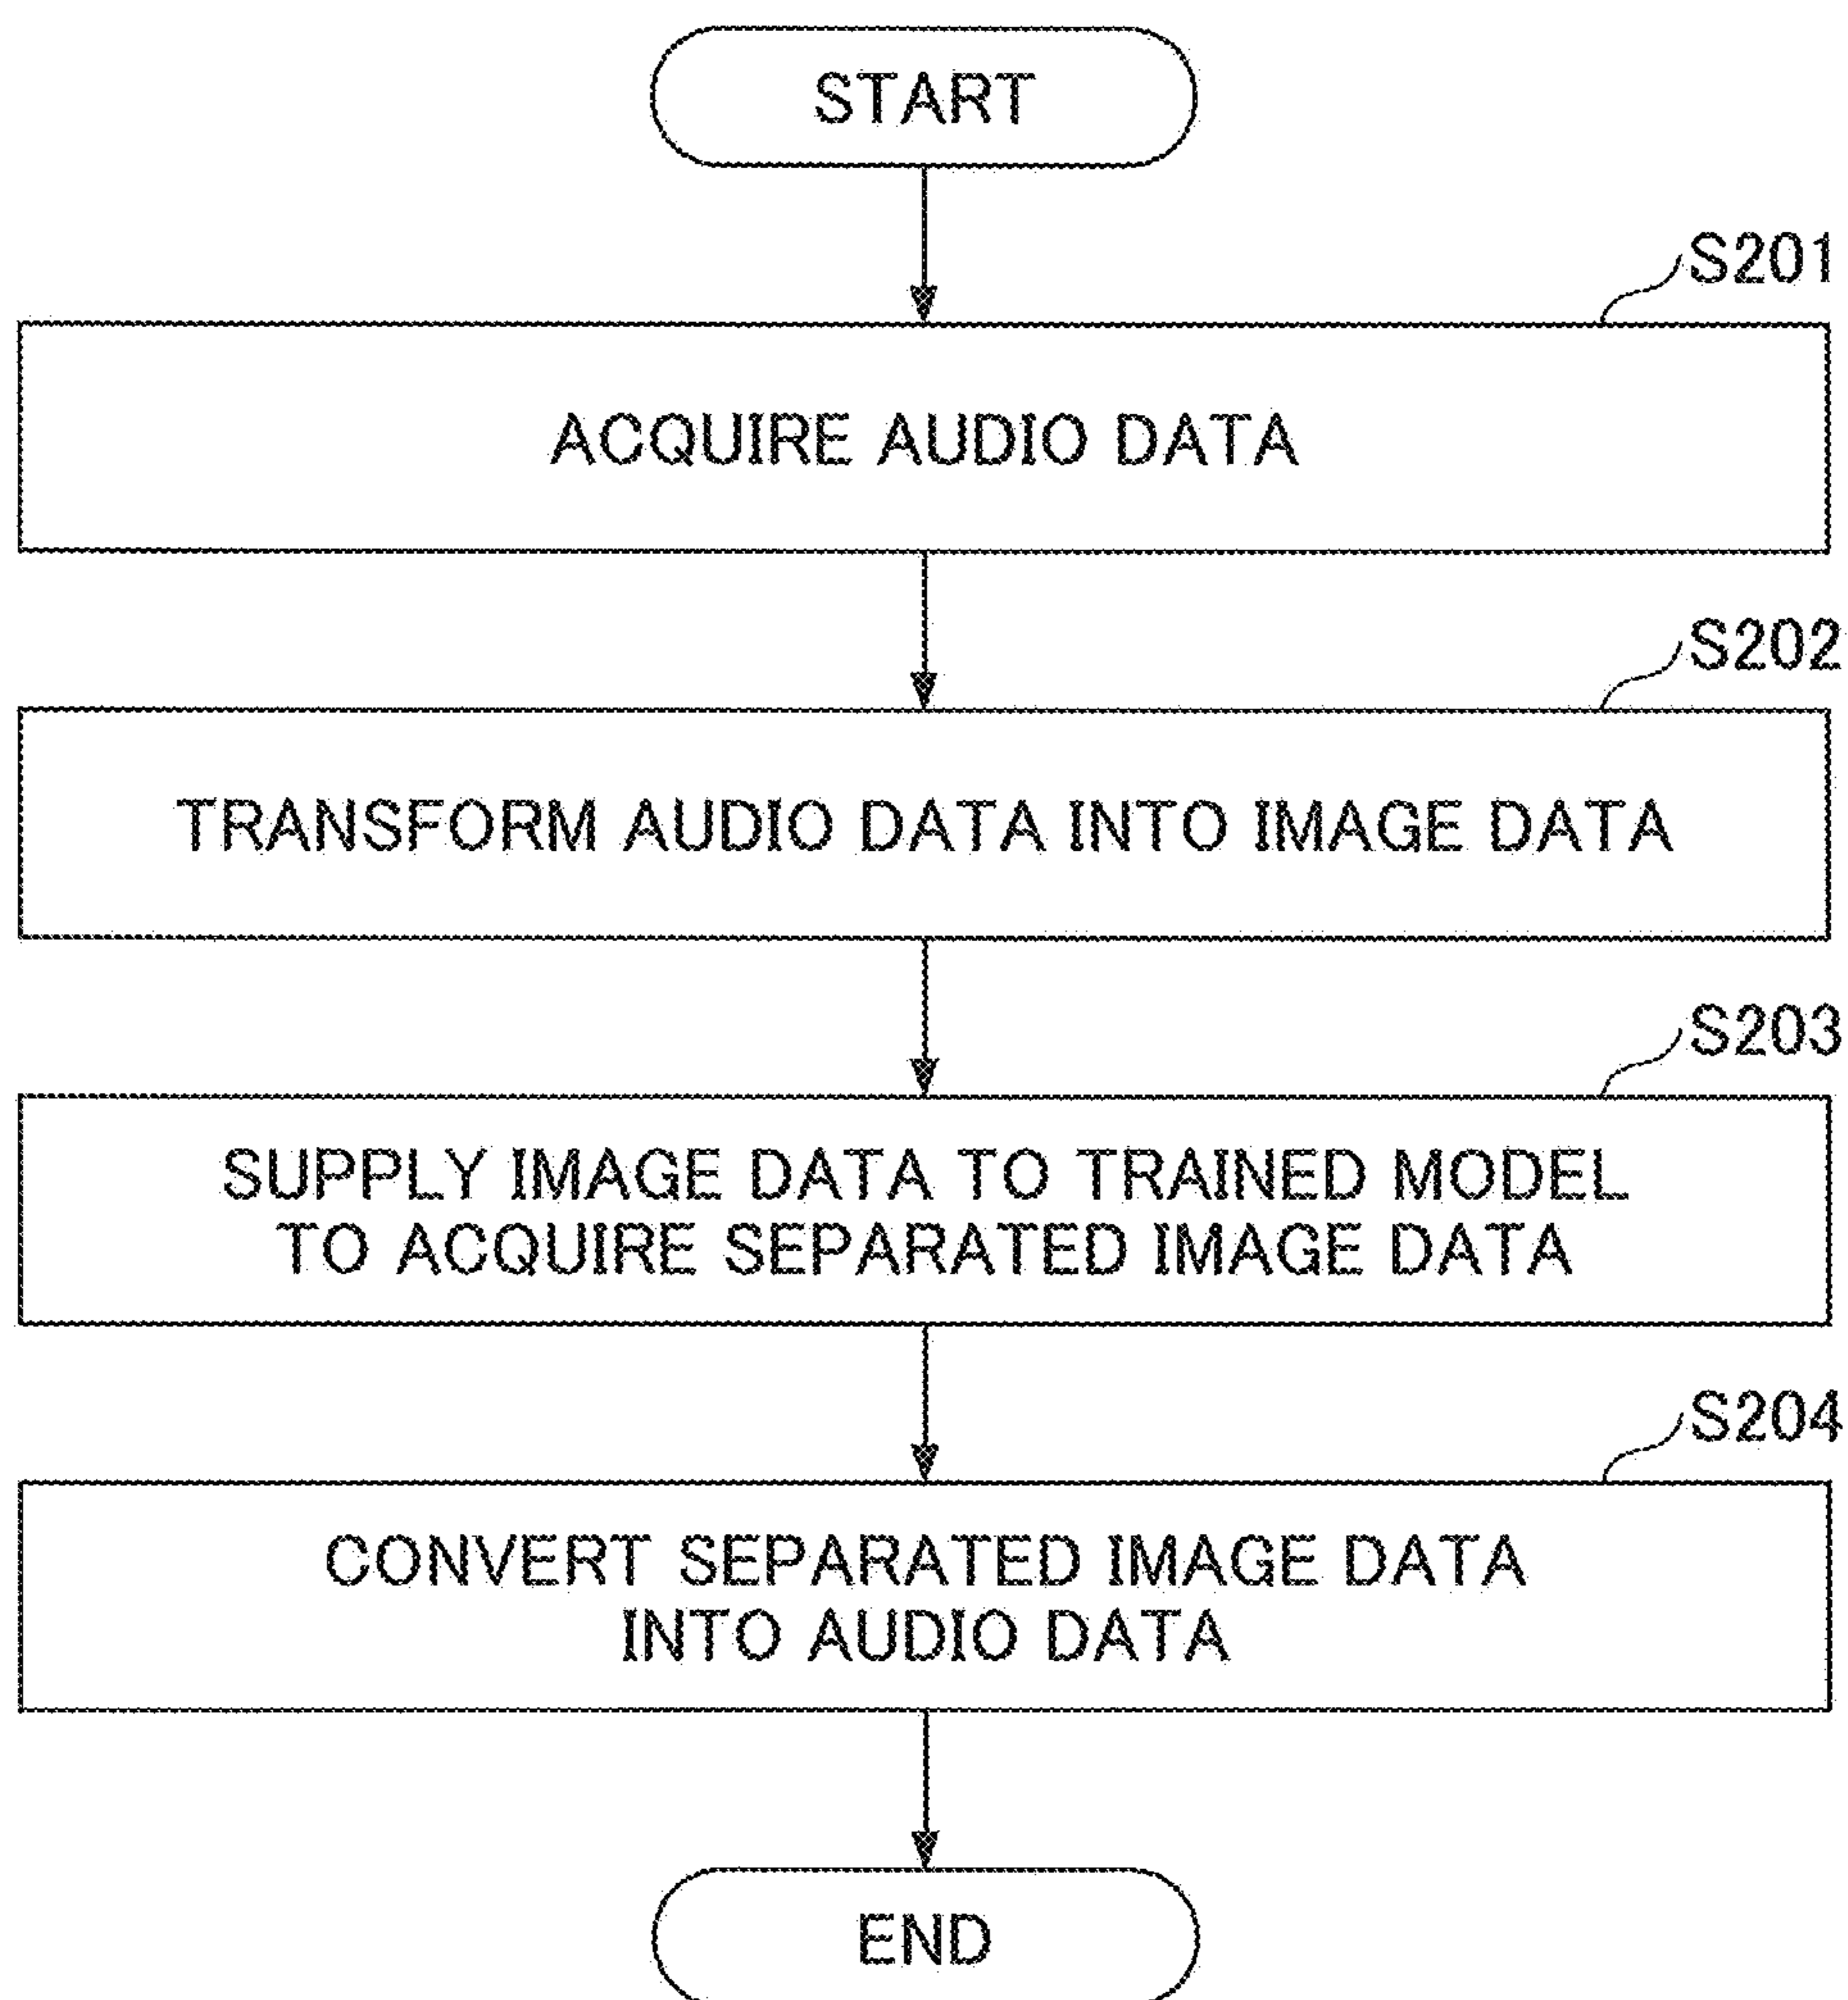 START
S201
ACQUIRE AUDIO DATA
S202
TRANSFORM AUDIO DATA INTO IMAGE DATA
S203
SUPPLY IMAGE DATA TO TRAINED MODEL
TO ACQUIRE SEPARATED IMAGE DATA
S204
CONVERT SEPARATED IMAGE DATA
INTO AUDIO DATA
END